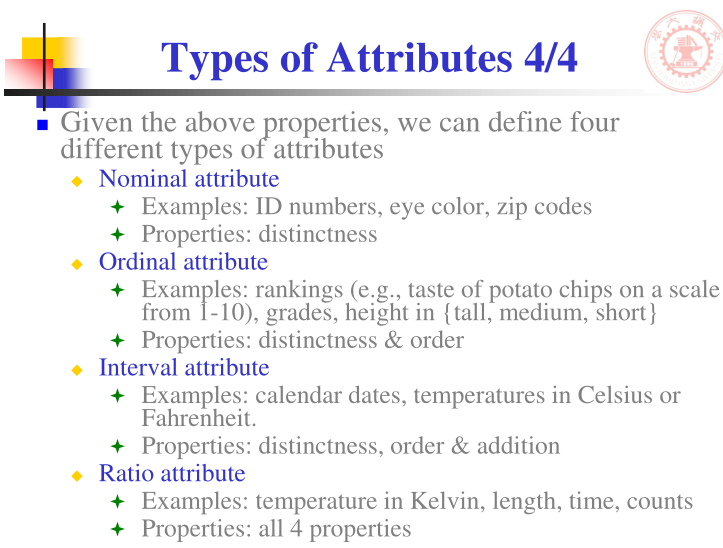 Types of Attributes 4/4
Given the above properties, we can define four
different types of attributes
Nominal attribute
Examples: ID numbers, eye color, zip codes
Properties: distinctness
Ordinal attribute
Examples: rankings (e.g., taste of potato chips on a scale
from 1-10), grades, height in {tall, medium, short}
Properties: distinctness & order
Interval attribute
Examples: calendar dates, temperatures in Celsius or
Fahrenheit.
Properties: distinctness, order & addition
Ratio attribute
Examples: temperature in Kelvin, length, time, counts
Properties: all 4 properties